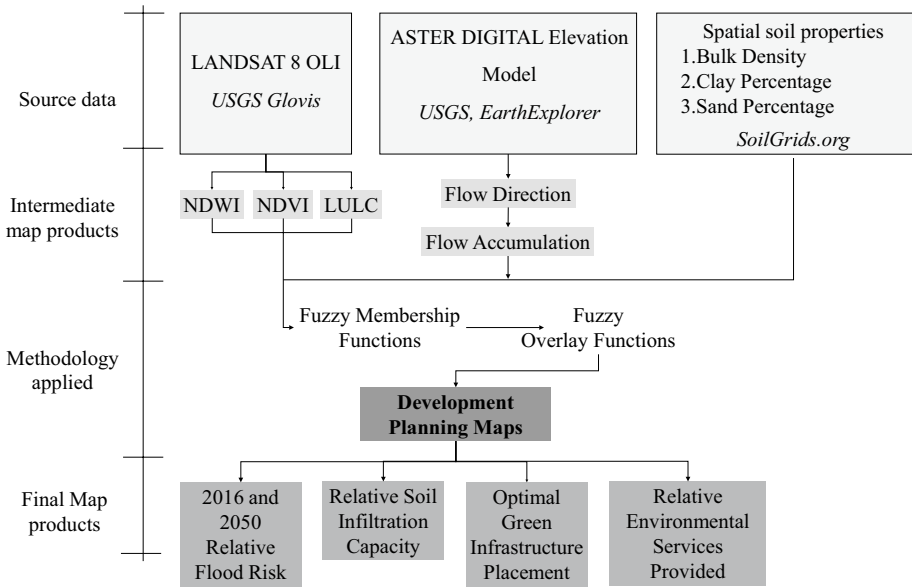 Source data
LANDSAT 8 OLI
USGS Glovis
ASTER DIGITAL Elevation
Model
USGS, EarthExplorer
Spatial soil properties
1.Bulk Density
2.Clay Percentage
3.Sand Percentage
SoilGrids.org
Intermediate
map products
NDWI
NDVI
LULC
Flow Direction
Flow Accumulation
Methodology
applied
Fuzzy Membership
Functions
Fuzzy
Overlay Functions
Development
Planning Maps
Final Map
products
2016 and
2050
Relative
Flood Risk
Relative Soil
Infiltration
Capacity
Optimal
Green
Infrastructure
Placement
Relative
Environmental
Services
Provided